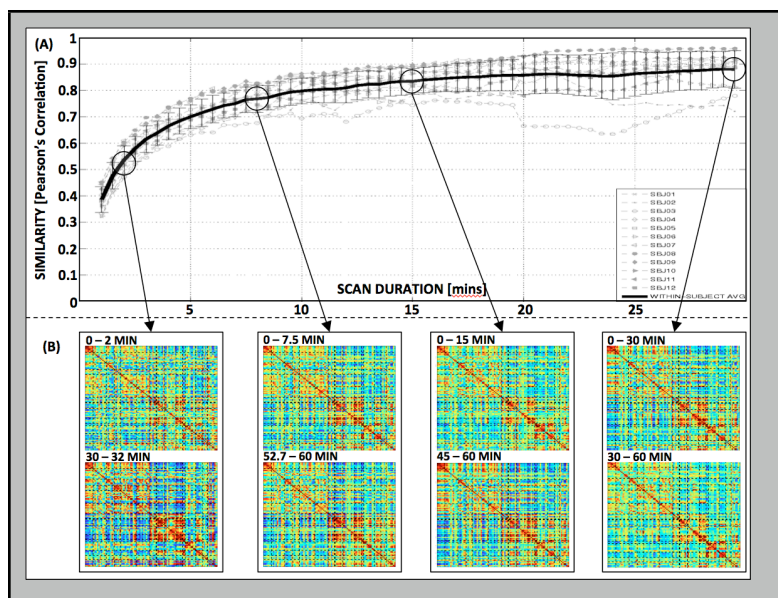 (A)
SIMILARITY [Pearson's Correlation]
1
0.9
0.8
0.7
0.6
0.5
0.4
0.3
0.2
0.1
0
SBJ01
SBJ02
SBJ03
SBJ04
SBJ05
SBJ06
SBJ07
SBJ08
SBJ09
SBJ10
SBJ11
SBJ12
WITHIN-SUBJECT AVG
SCAN DURATION [mins]
5
10
15
20
25
(B)
0 – 2 MIN
0 – 7.5 MIN
0 – 15 MIN
0 – 30 MIN
30 – 32 MIN
52.7 – 60 MIN
45 – 60 MIN
30 – 60 MIN